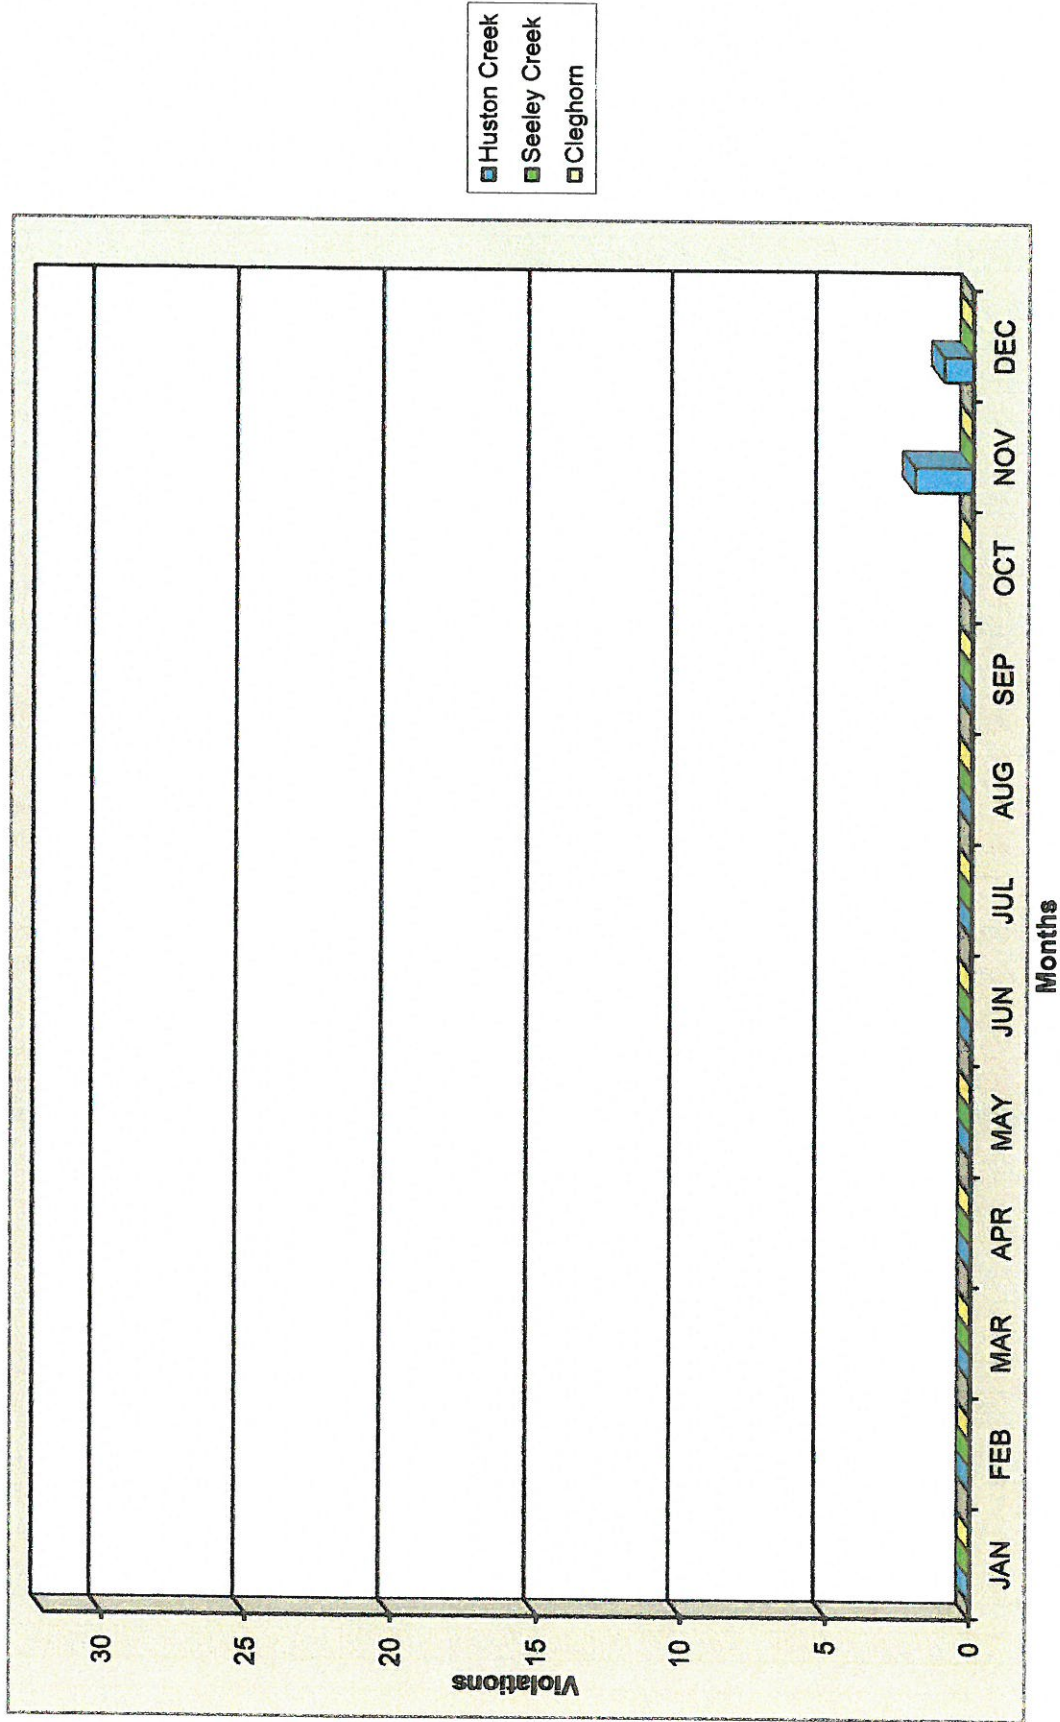 Huston Creek
Seeley Creek
Cleghorn
Violations
30
25
20
15
10
5
0
JAN FEB MAR APR MAY JUN JUL AUG SEP OCT NOV DEC
Months